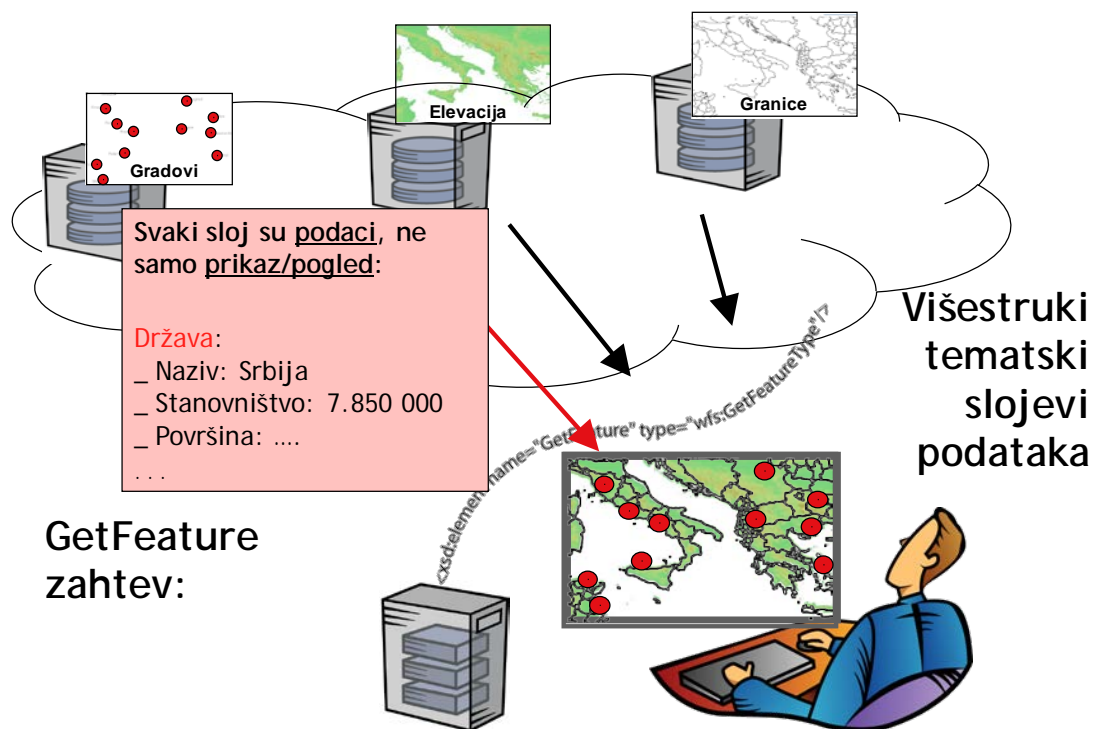 Gradovi
Elevacija
Granice
Svaki sloj su podaci, ne
samo prikaz/pogled:
Država:
_ Naziv: Srbija
_ Stanovništvo: 7.850 000
_ Površina: ....
. . .
Višestruki
tematski
slojevi
podataka
GetFeature
zahtev:
<xsd:element name="GetFeature" type="wfs:GetFeatureType"/>